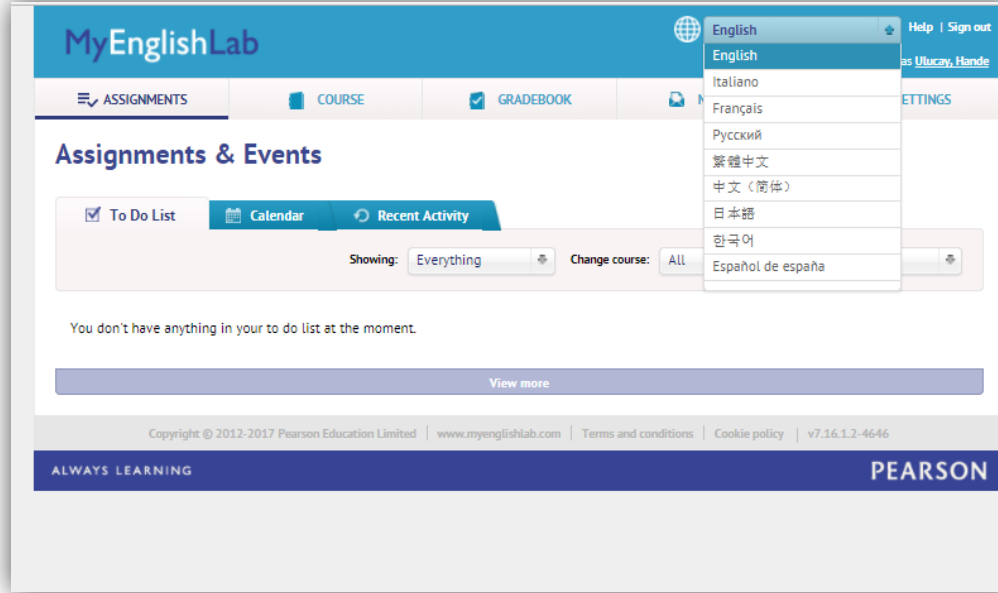 MyEnglishLab
English
Help | Sign out
English
as Ulucay, Hande
Italiano
ASSIGNMENTS
COURSE
GRADEBOOK
ETTINGS
Français
Русский
繁體中文
中文（简体）
日本語
한국어
Español de españa
Assignments & Events
To Do List
Calendar
Recent Activity
Showing: Everything
Change course: All
You don't have anything in your to do list at the moment.
View more
Copyright © 2012-2017 Pearson Education Limited | www.myenglishlab.com | Terms and conditions | Cookie policy | v7.16.1.2-4646
ALWAYS LEARNING
PEARSON